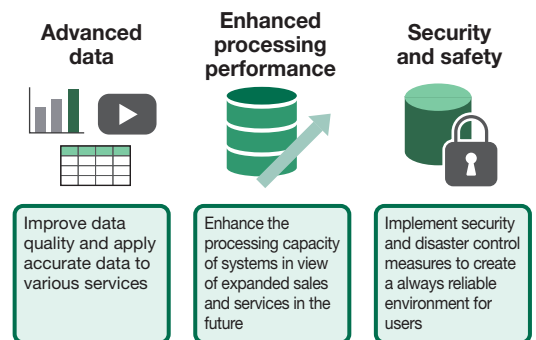 Advanced
data
Enhanced
processing
performance
Security
and safety
Improve data
quality and apply
accurate data to
various services
Enhance the
processing capacity
of systems in view
of expanded sales
and services in the
future
Implement security
and disaster control
measures to create
a always reliable
environment for
users